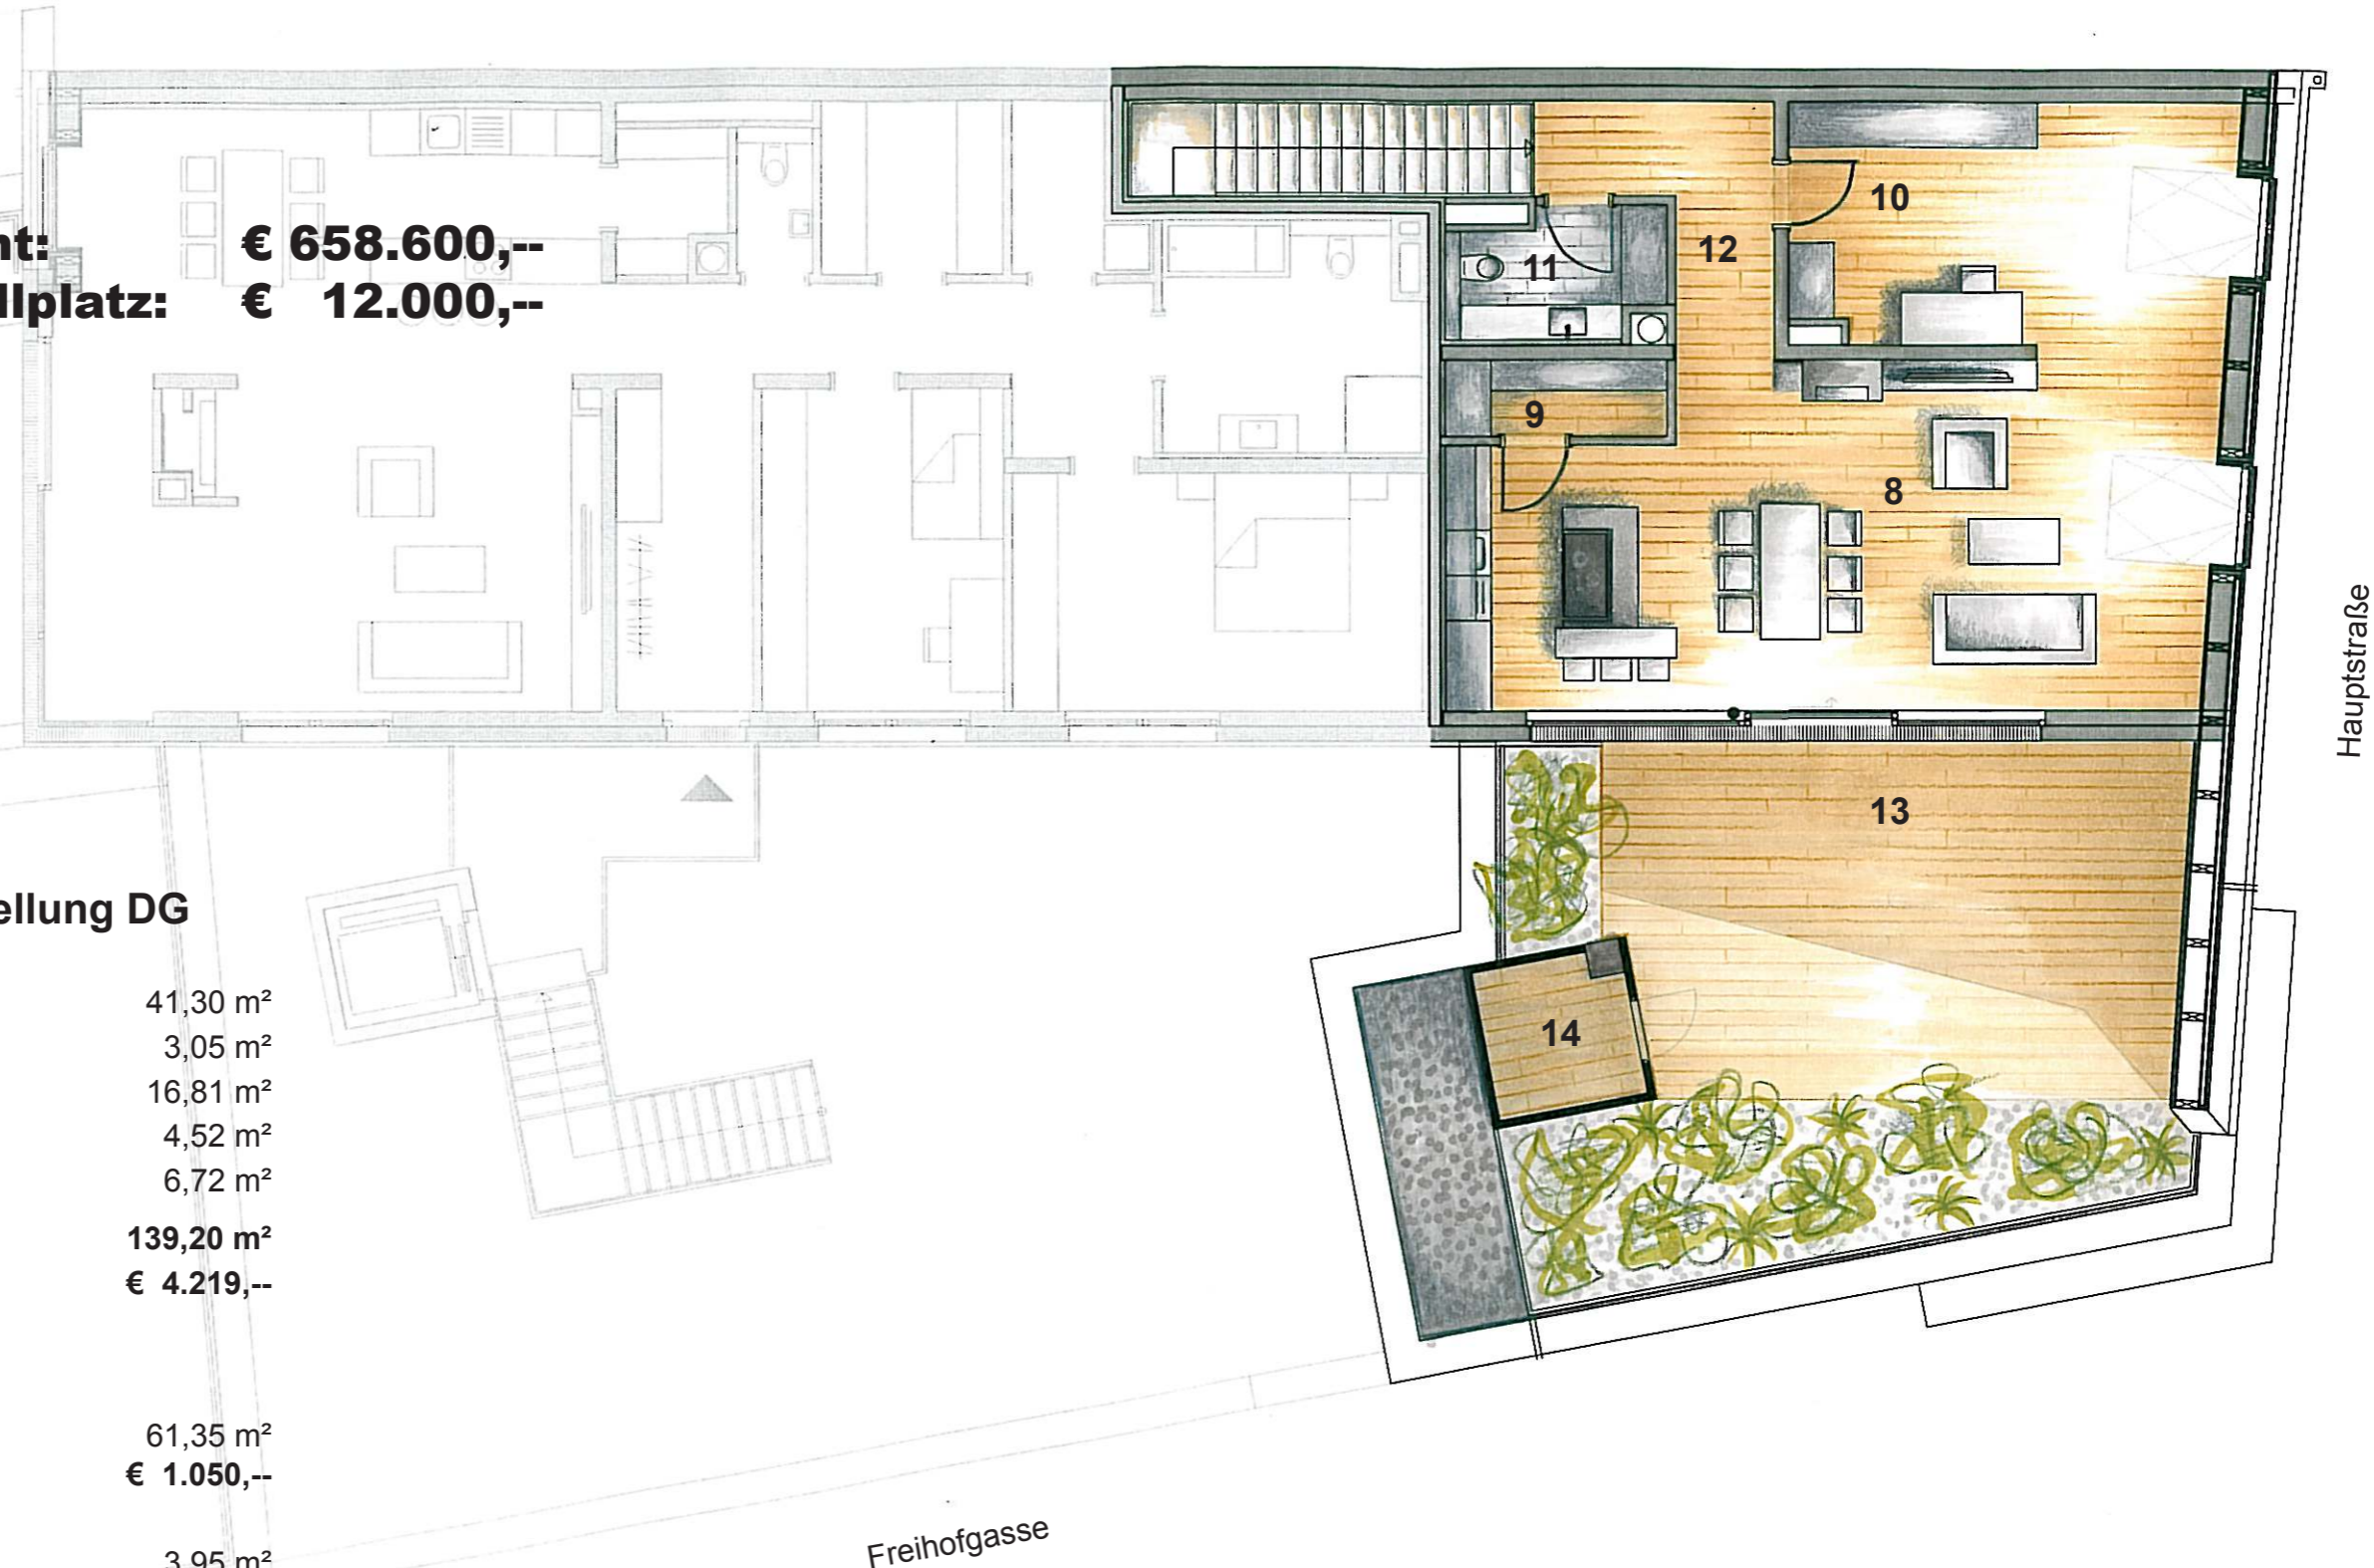 nt: € 658.600,--
llplatz: € 12.000,--
10
12
11
9
8
Hauptstraße
13
ellung DG
41,30 m²
3,05 m²
14
16,81 m²
4,52 m²
6,72 m²
139,20 m²
€ 4.219,--
61,35 m²
€ 1.050,--
Freihofgasse
3,95 m²